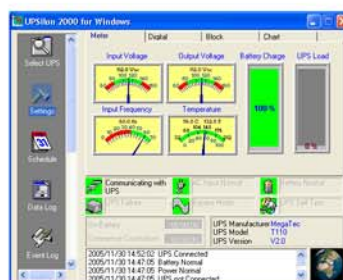 UPSilon 2000 for Windows
Meter
Digital
Block
Chart
Select UPS
Settings
Schedule
Data Log
Event Log
Input Voltage
Output Voltage
Battery Charge
UPS Load
Input Frequency
Temperature
100 %
0 %
Communicating with UPS
AC Input Normal
Battery Normal
UPS Failure
Bypass Mode
UPS Self Test
On Battery
UPS Manufacturer MegaTec
UPS Model T110
UPS Version V2.0
2005/11/30 14:52:02 UPS Connected
2005/11/30 14:47:05 Battery Normal
2005/11/30 14:47:05 Power Normal
2005/11/30 14:47:05 UPS not Connected